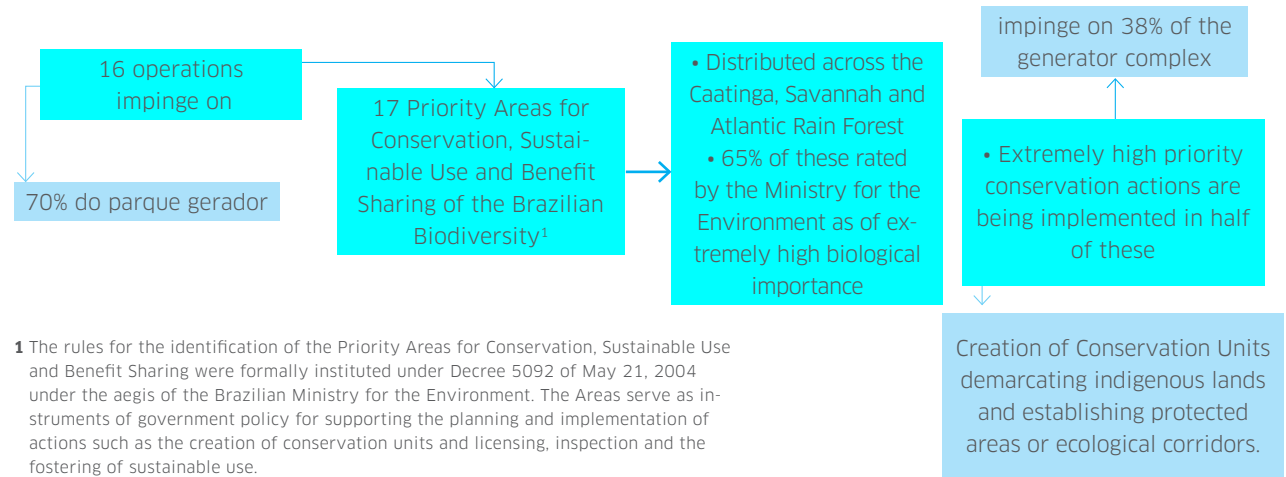 16 operations
impinge on
70% do parque gerador
17 Priority Areas for
Conservation, Sustai-
nable Use and Benefit
Sharing of the Brazilian
Biodiversity¹
• Distributed across the
Caatinga, Savannah and
Atlantic Rain Forest
• 65% of these rated
by the Ministry for the
Environment as of ex-
tremely high biological
importance
impinge on 38% of the
generator complex
• Extremely high priority
conservation actions are
being implemented in half
of these
Creation of Conservation Units
demarcating indigenous lands
and establishing protected
areas or ecological corridors.
1 The rules for the identification of the Priority Areas for Conservation, Sustainable Use
and Benefit Sharing were formally instituted under Decree 5092 of May 21, 2004
under the aegis of the Brazilian Ministry for the Environment. The Areas serve as in-
struments of government policy for supporting the planning and implementation of
actions such as the creation of conservation units and licensing, inspection and the
fostering of sustainable use.